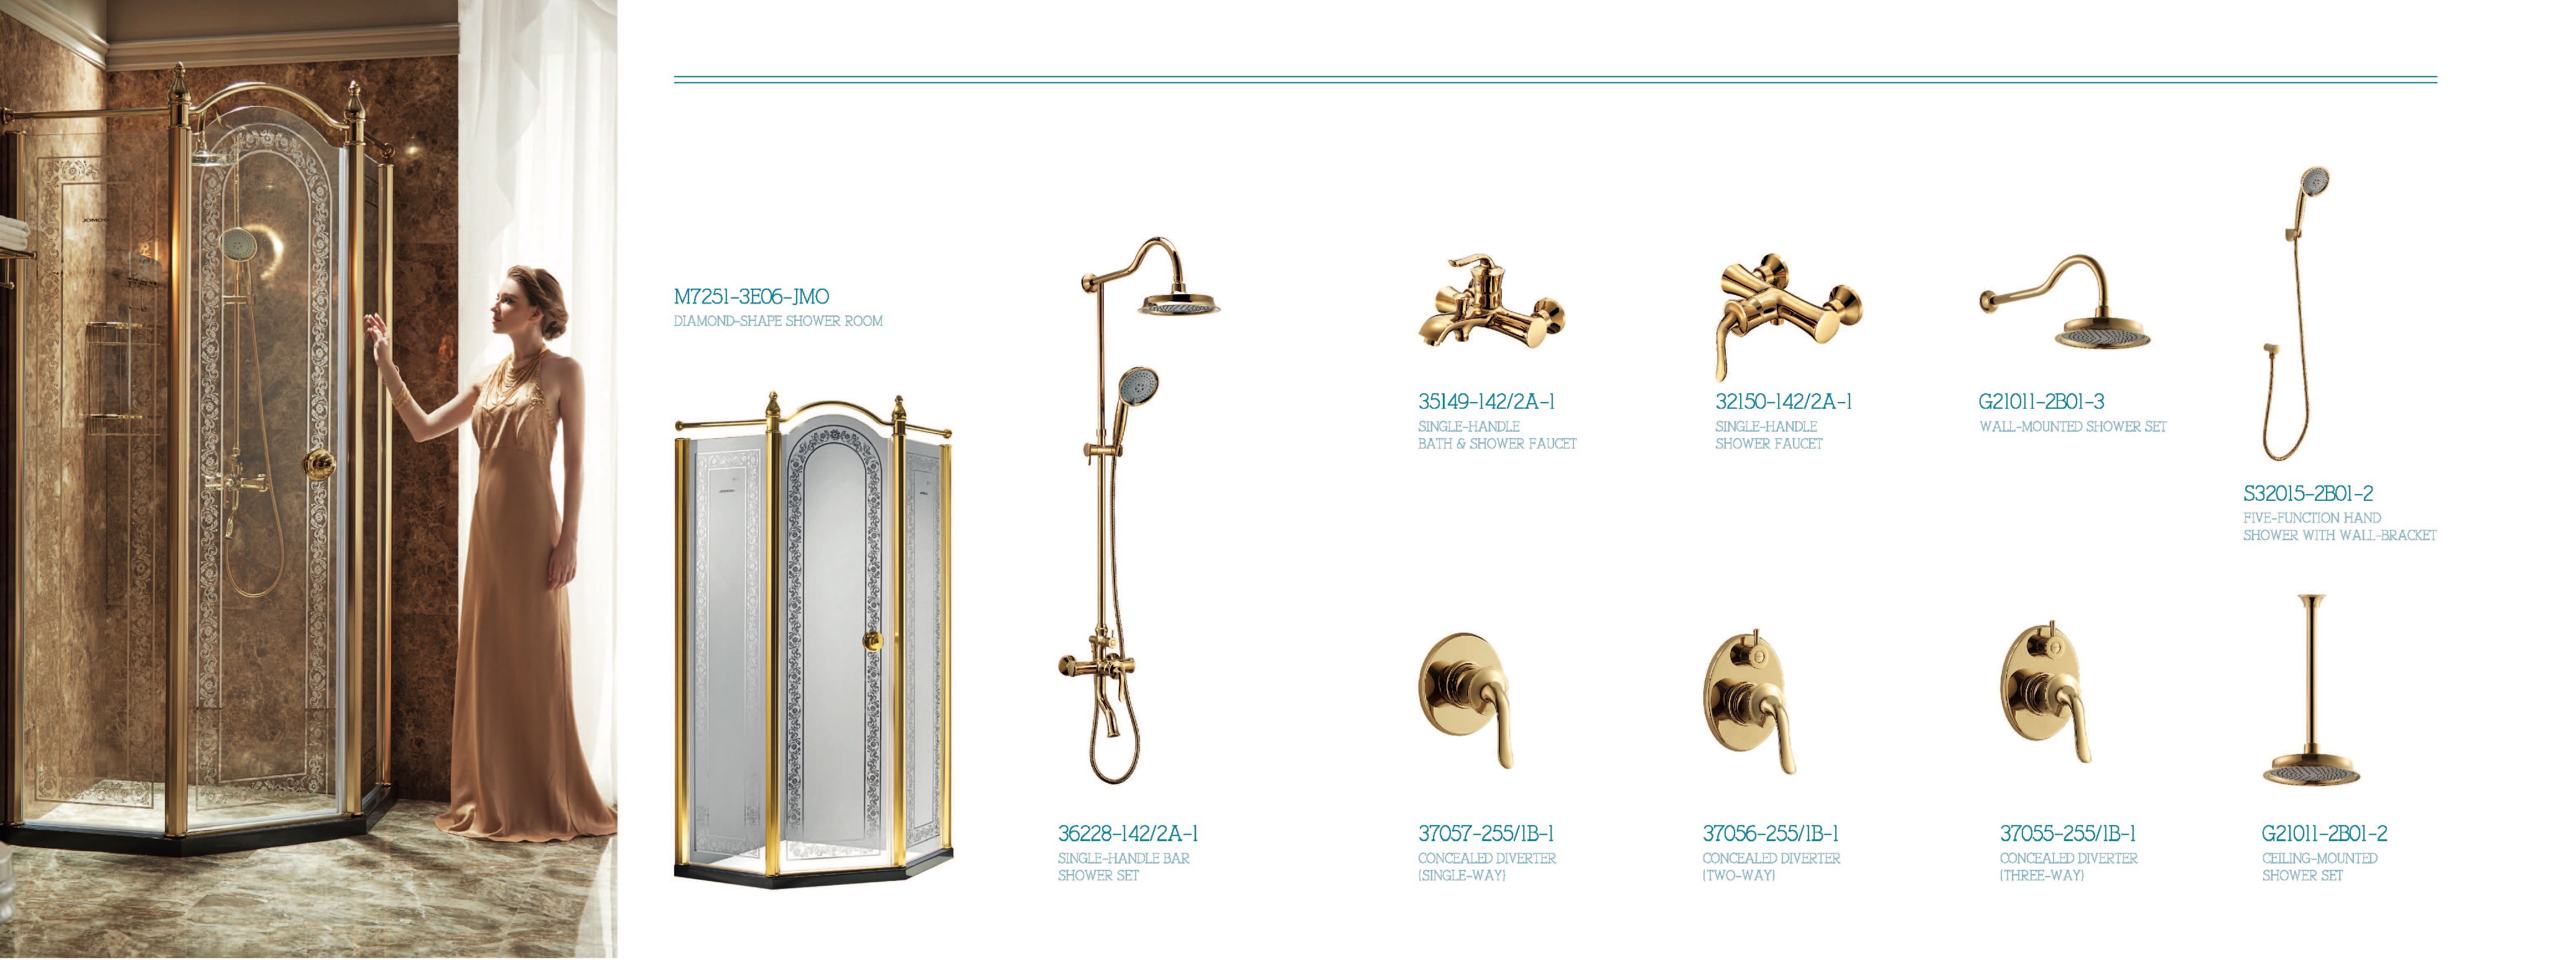 JOMOO
M7251-3E06-JMO
DIAMOND-SHAPE SHOWER ROOM
35149-142/2A-1
SINGLE-HANDLE
BATH & SHOWER FAUCET
32150-142/2A-1
SINGLE-HANDLE
SHOWER FAUCET
G21011-2B01-3
WALL-MOUNTED SHOWER SET
S32015-2B01-2
FIVE-FUNCTION HAND
SHOWER WITH WALL-BRACKET
36228-142/2A-1
SINGLE-HANDLE BAR
SHOWER SET
37057-255/1B-1
CONCEALED DIVERTER
(SINGLE-WAY)
37056-255/1B-1
CONCEALED DIVERTER
(TWO-WAY)
37055-255/1B-1
CONCEALED DIVERTER
(THREE-WAY)
G21011-2B01-2
CEILING-MOUNTED
SHOWER SET